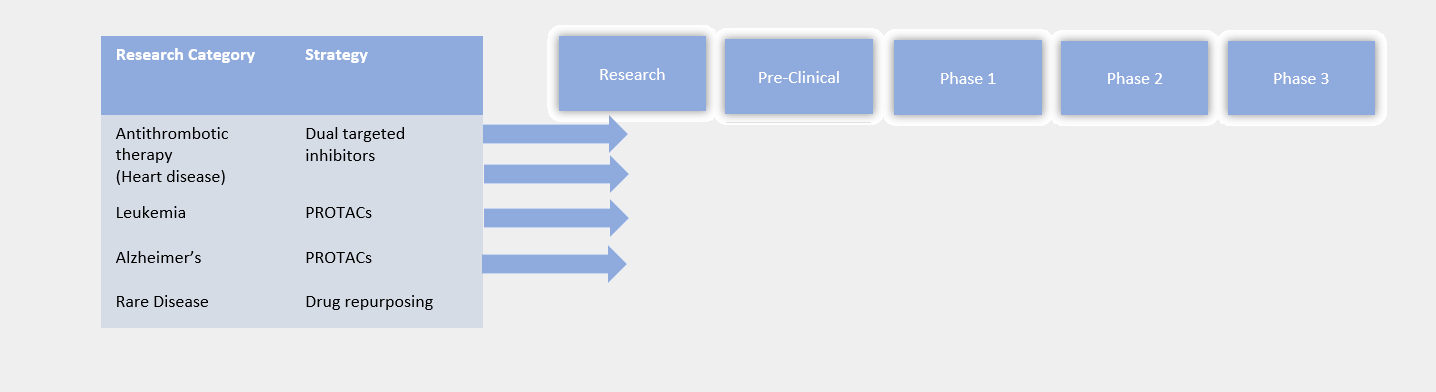 Research Category Strategy
Research
Pre-Clinical
Phase 1
Phase 2
Phase 3
Antithrombotic
therapy
(Heart disease)
Dual targeted
inhibitors
Leukemia PROTACs
Alzheimer’s PROTACs
Rare Disease Drug repurposing